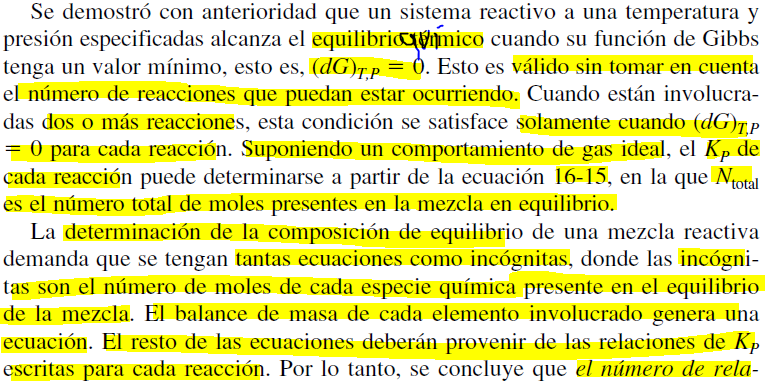 Se demostró con anterioridad que un sistema reactivo a una temperatura y
presión especificadas alcanza el equilibrio químico cuando su función de Gibbs
tenga un valor mínimo, esto es, (dG)T,P = 0. Esto es válido sin tomar en cuenta
el número de reacciones que puedan estar ocurriendo. Cuando están involucra-
das dos o más reacciones, esta condición se satisface solamente cuando (dG)T,P
= 0 para cada reacción. Suponiendo un comportamiento de gas ideal, el KP de
cada reacción puede determinarse a partir de la ecuación 16-15, en la que Ntotal
es el número total de moles presentes en la mezcla en equilibrio.
La determinación de la composición de equilibrio de una mezcla reactiva
demanda que se tengan tantas ecuaciones como incógnitas, donde las incógni-
tas son el número de moles de cada especie química presente en el equilibrio
de la mezcla. El balance de masa de cada elemento involucrado genera una
ecuación. El resto de las ecuaciones deberán provenir de las relaciones de KP
escritas para cada reacción. Por lo tanto, se concluye que el número de rela-